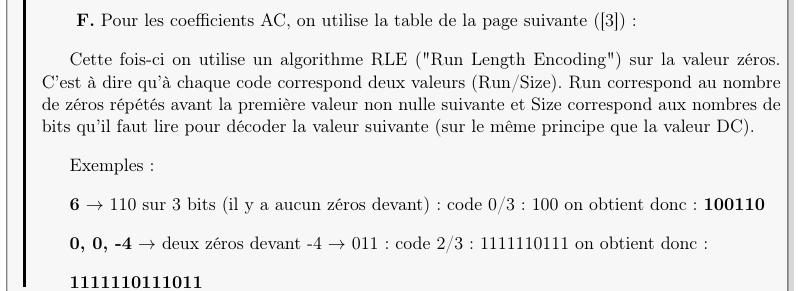 F. Pour les coefficients AC, on utilise la table de la page suivante ([3]) :
Cette fois-ci on utilise un algorithme RLE ("Run Length Encoding") sur la valeur zéros.
C'est à dire qu'à chaque code correspond deux valeurs (Run/Size). Run correspond au nombre
de zéros répétés avant la première valeur non nulle suivante et Size correspond aux nombres de
bits qu'il faut lire pour décoder la valeur suivante (sur le même principe que la valeur DC).
Exemples :
6 → 110 sur 3 bits (il y a aucun zéros devant) : code 0/3 : 100 on obtient donc : 100110
0, 0, -4 → deux zéros devant -4 → 011 : code 2/3 : 1111110111 on obtient donc :
1111110111011